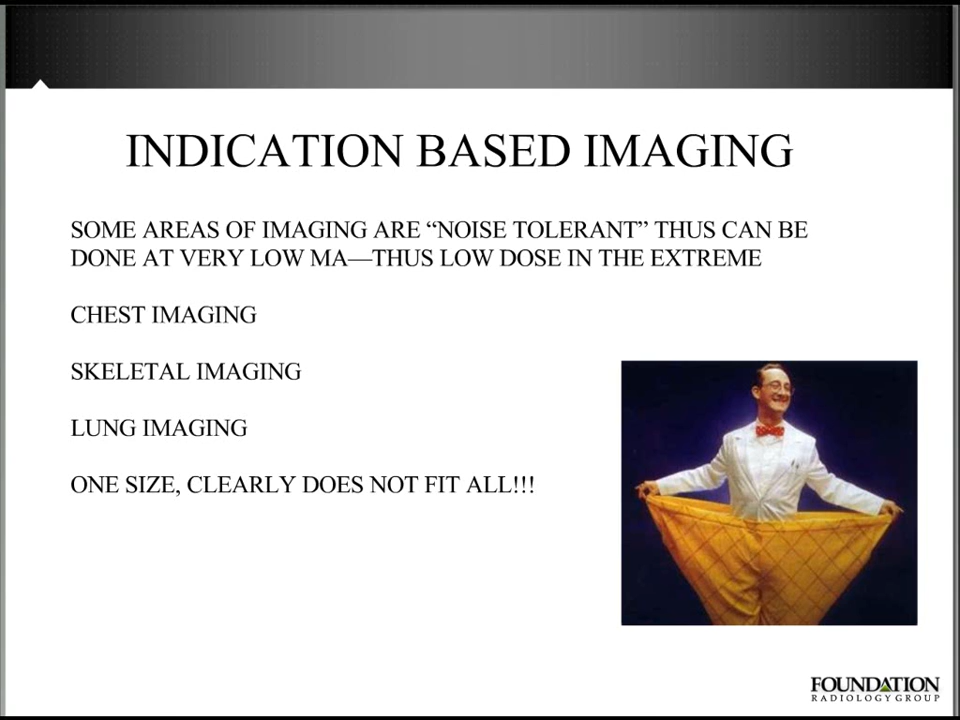 INDICATION BASED IMAGING
SOME AREAS OF IMAGING ARE “NOISE TOLERANT” THUS CAN BE
DONE AT VERY LOW MA—THUS LOW DOSE IN THE EXTREME
CHEST IMAGING
SKELETAL IMAGING
LUNG IMAGING
ONE SIZE, CLEARLY DOES NOT FIT ALL!!!
FOUNDATION
RADIOLOGY GROUP